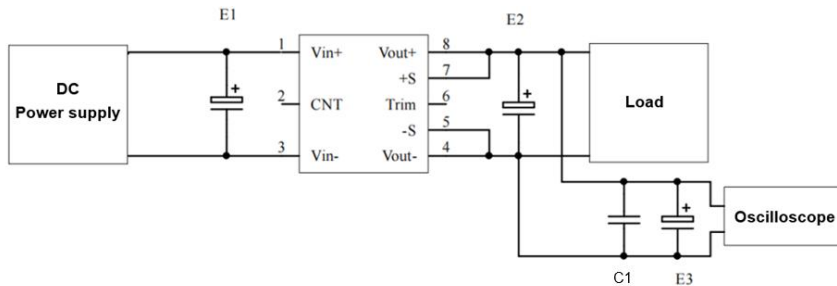 E1
E2
DC
Power supply
1
Vin+
Vout+
8
+S
7
2
CNT
Trim
6
-S
5
3
Vin-
Vout-
4
+
+
Load
+
Oscilloscope
C1
E3